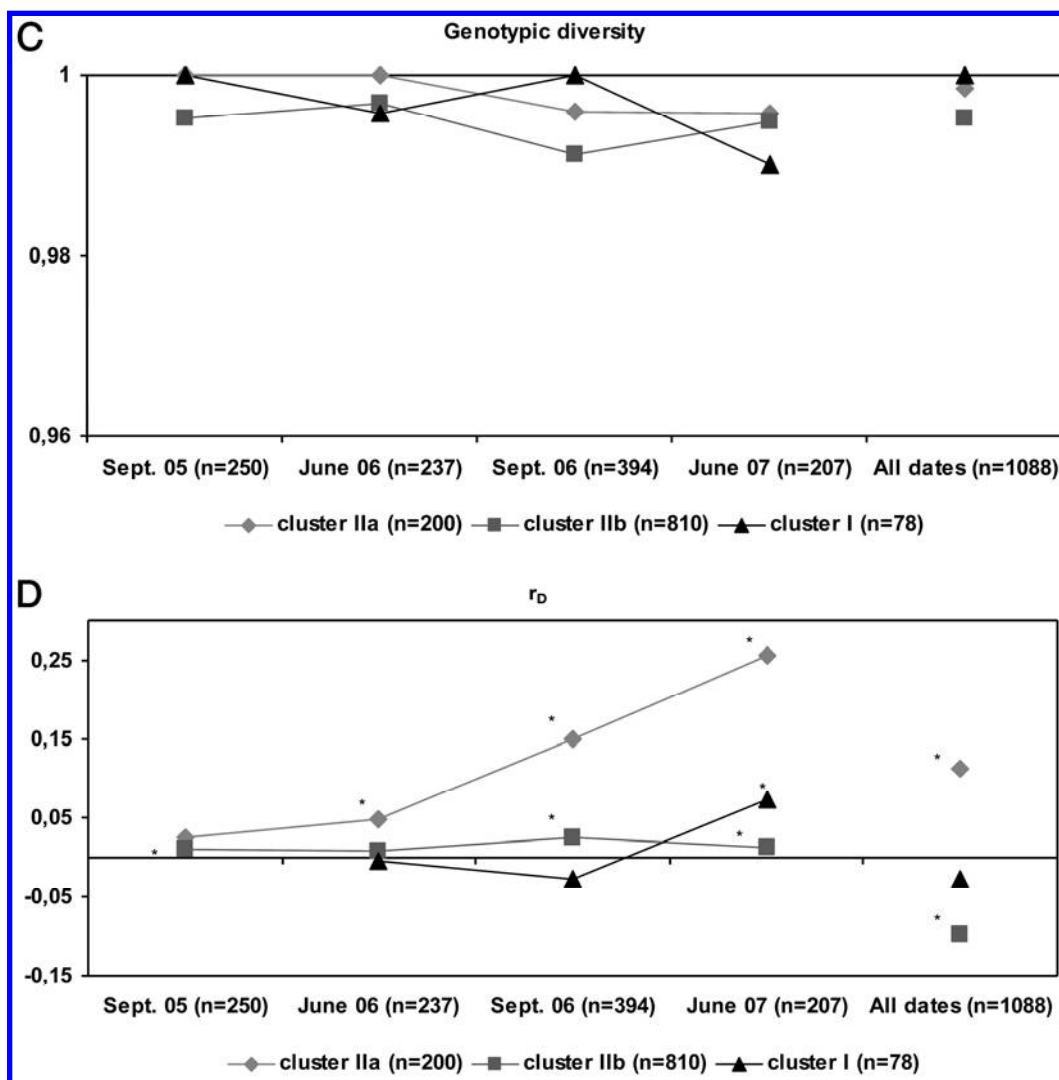 C
Genotypic diversity
1
0,98
0,96
Sept. 05 (n=250) June 06 (n=237) Sept. 06 (n=394) June 07 (n=207) All dates (n=1088)
cluster IIa (n=200) cluster IIb (n=810) cluster I (n=78)
D
rD
0,25
0,15
0,05
-0,05
-0,15
* * * * * * * * *
Sept. 05 (n=250) June 06 (n=237) Sept. 06 (n=394) June 07 (n=207) All dates (n=1088)
cluster IIa (n=200) cluster IIb (n=810) cluster I (n=78)